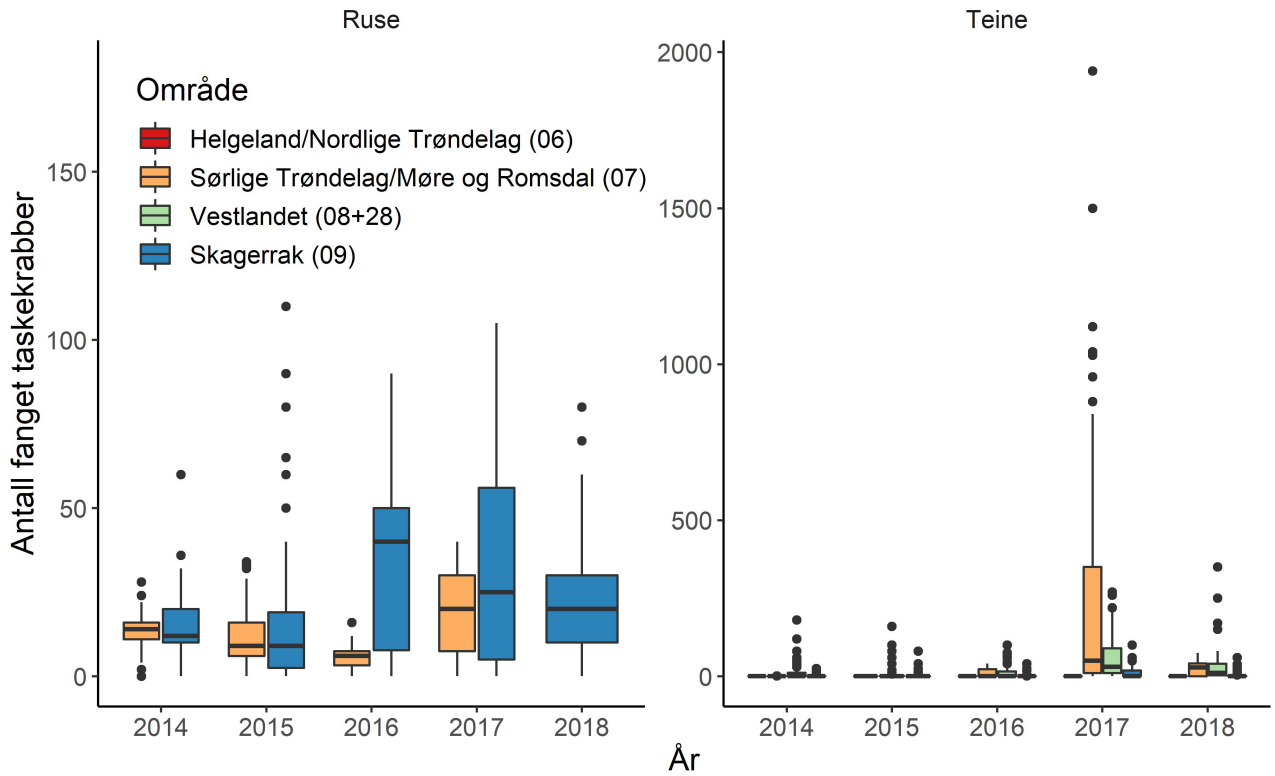 Ruse
Teine
Område
Helgeland/Nordlige Trøndelag (06)
Sørlige Trøndelag/Møre og Romsdal (07)
Vestlandet (08+28)
Skagerrak (09)
Antall fanget taskekrabber
150
100
50
0
2014 2015 2016 2017 2018
2000
1500
1000
500
0
2014 2015 2016 2017 2018
År